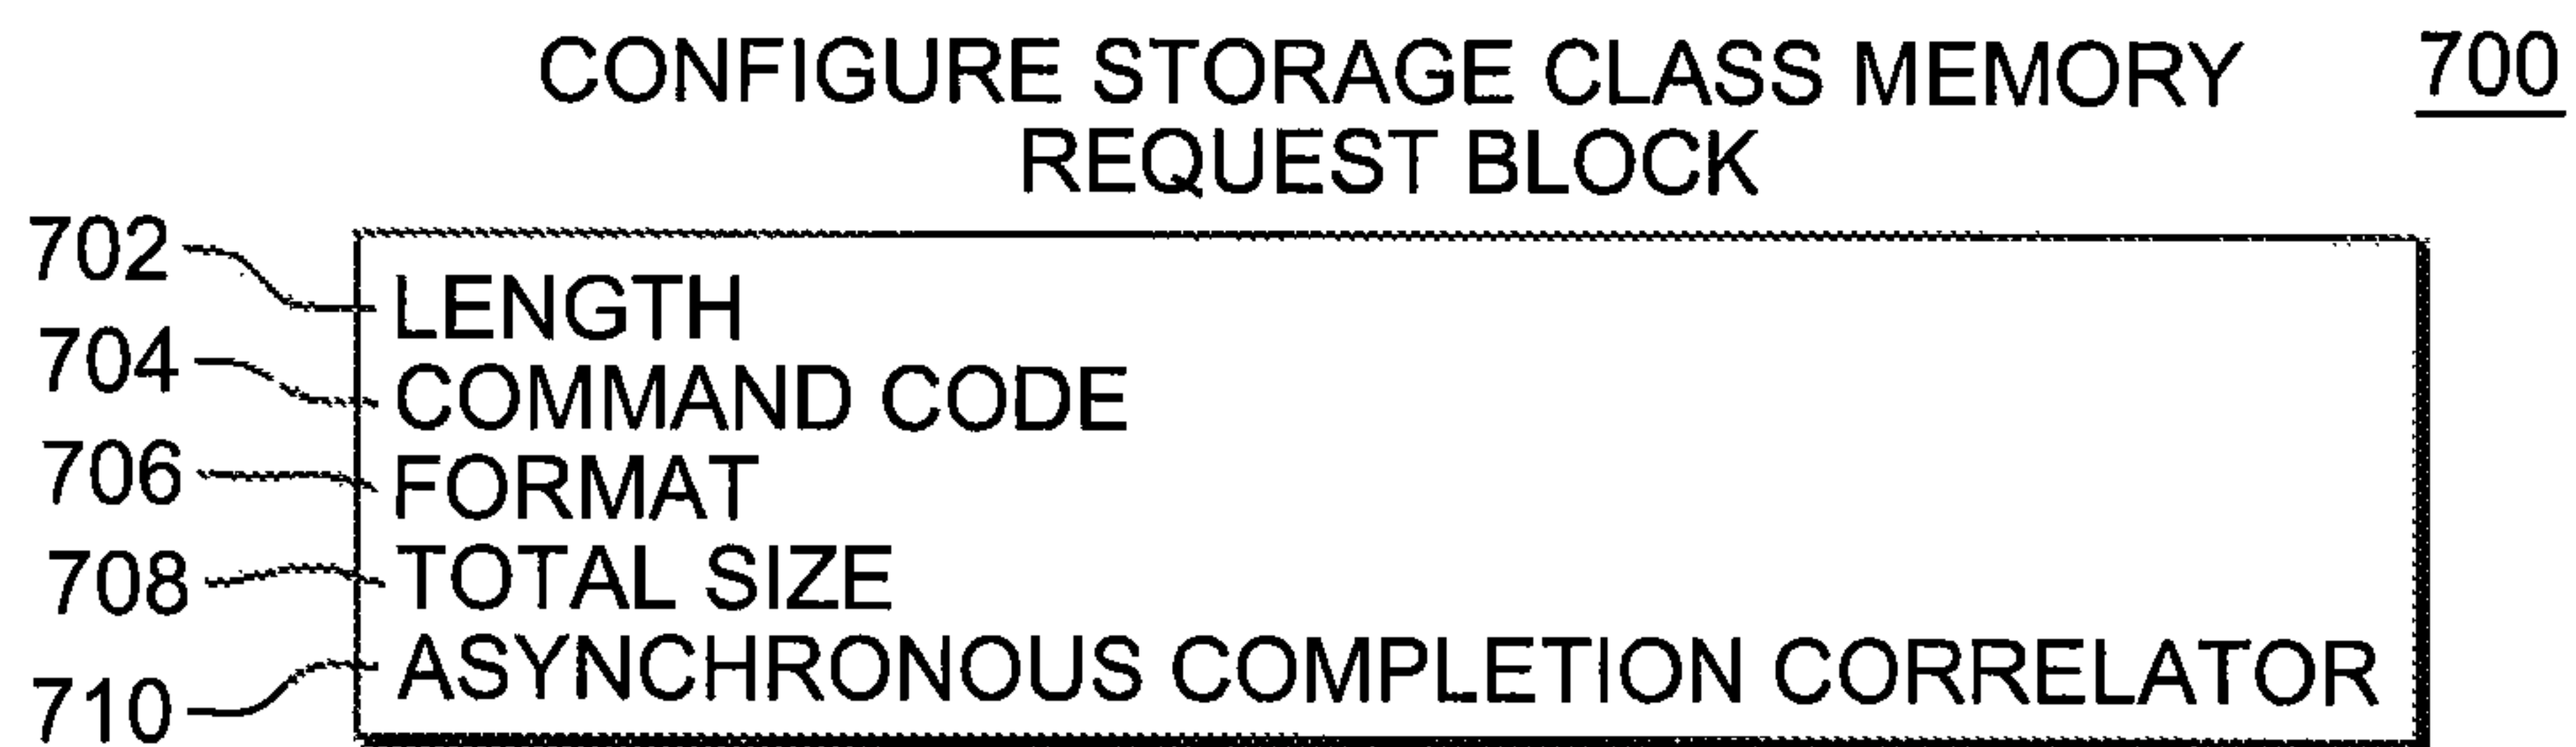 CONFIGURE STORAGE CLASS MEMORY 700
REQUEST BLOCK
702 LENGTH
704 COMMAND CODE
706 FORMAT
708 TOTAL SIZE
710 ASYNCHRONOUS COMPLETION CORRELATOR